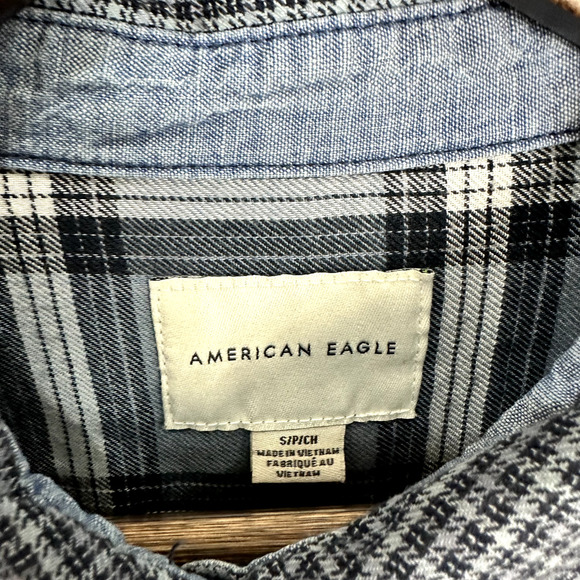 AMERICAN EAGLE
S/P/CH
MADE IN VIETNAM
FABRIQUÉ AU
VIETNAM